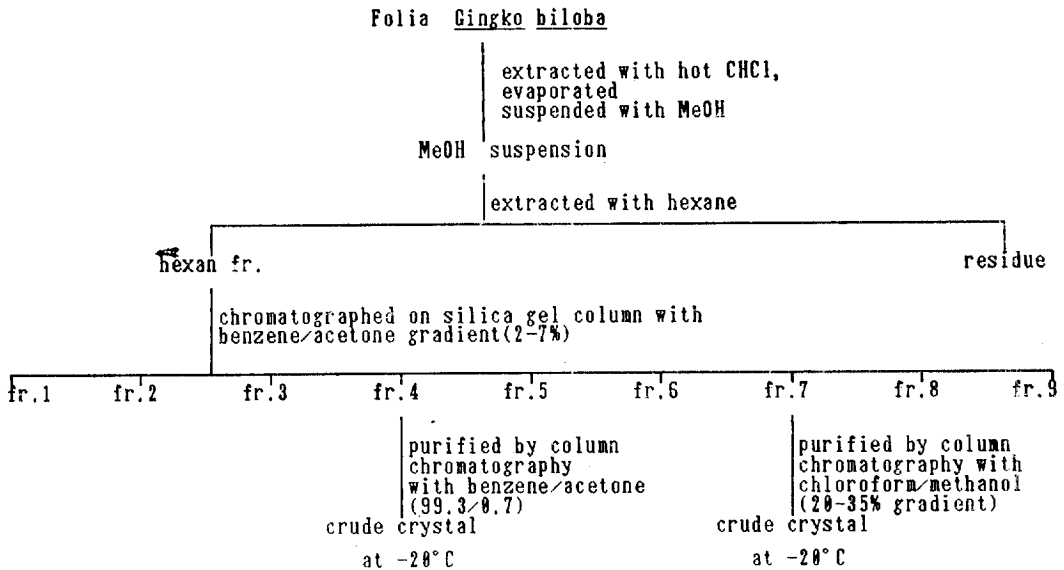 Folia Gingko biloba
extracted with hot CHCl,
evaporated
suspended with MeOH
MeOH suspension
extracted with hexane
hexan fr.
residue
chromatographed on silica gel column with
benzene/acetone gradient(2-7%)
fr.1 fr.2 fr.3 fr.4 fr.5 fr.6 fr.7 fr.8 fr.9
purified by column
chromatography
with benzene/acetone
(99.3/0.7)
crude crystal
at -20°C
purified by column
chromatography with
chloroform/methanol
(20-35% gradient)
crude crystal
at -20°C